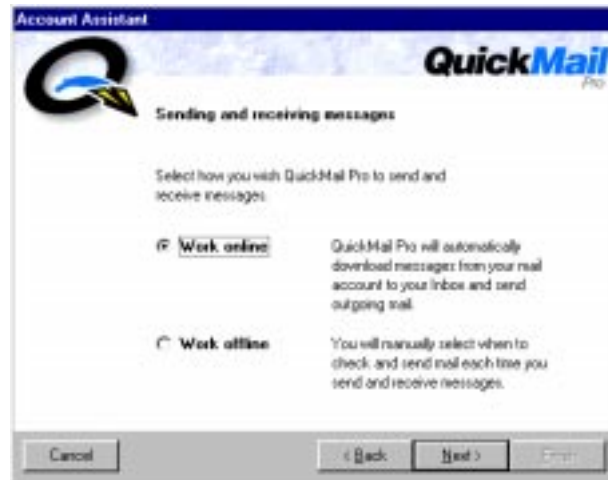 Account Assistant
QuickMail
Pro
Sending and receiving messages
Select how you wish QuickMail Pro to send and
receive messages.
Work online
QuickMail Pro will automatically
download messages from your mail
account to your Inbox and send
outgoing mail.
Work offline
You will manually select when to
check and send mail each time you
send and receive messages.
Cancel
< Back
Next >
Finish